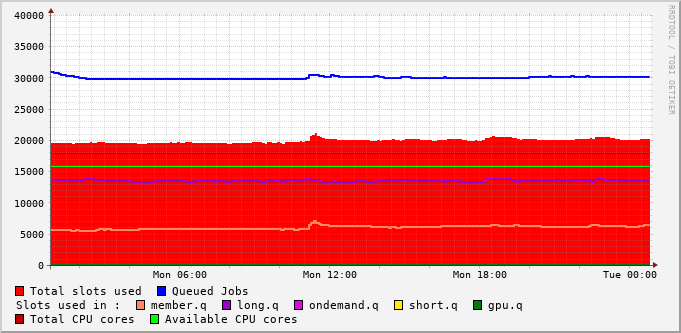 RRDTOOL / TOBI OETIKER
40000
35000
30000
25000
20000
15000
10000
5000
0
Mon 06:00 Mon 12:00 Mon 18:00 Tue 00:00
Total slots used Queued Jobs
Slots used in : member.q long.q ondemand.q short.q gpu.q
Total CPU cores Available CPU cores